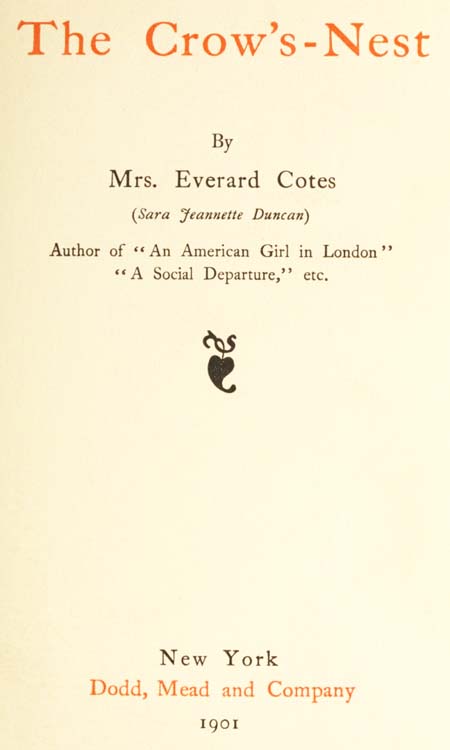 The Crow's-Nest
By
Mrs. Everard Cotes
(Sara Jeannette Duncan)
Author of "An American Girl in London"
"A Social Departure," etc.
New York
Dodd, Mead and Company
1901